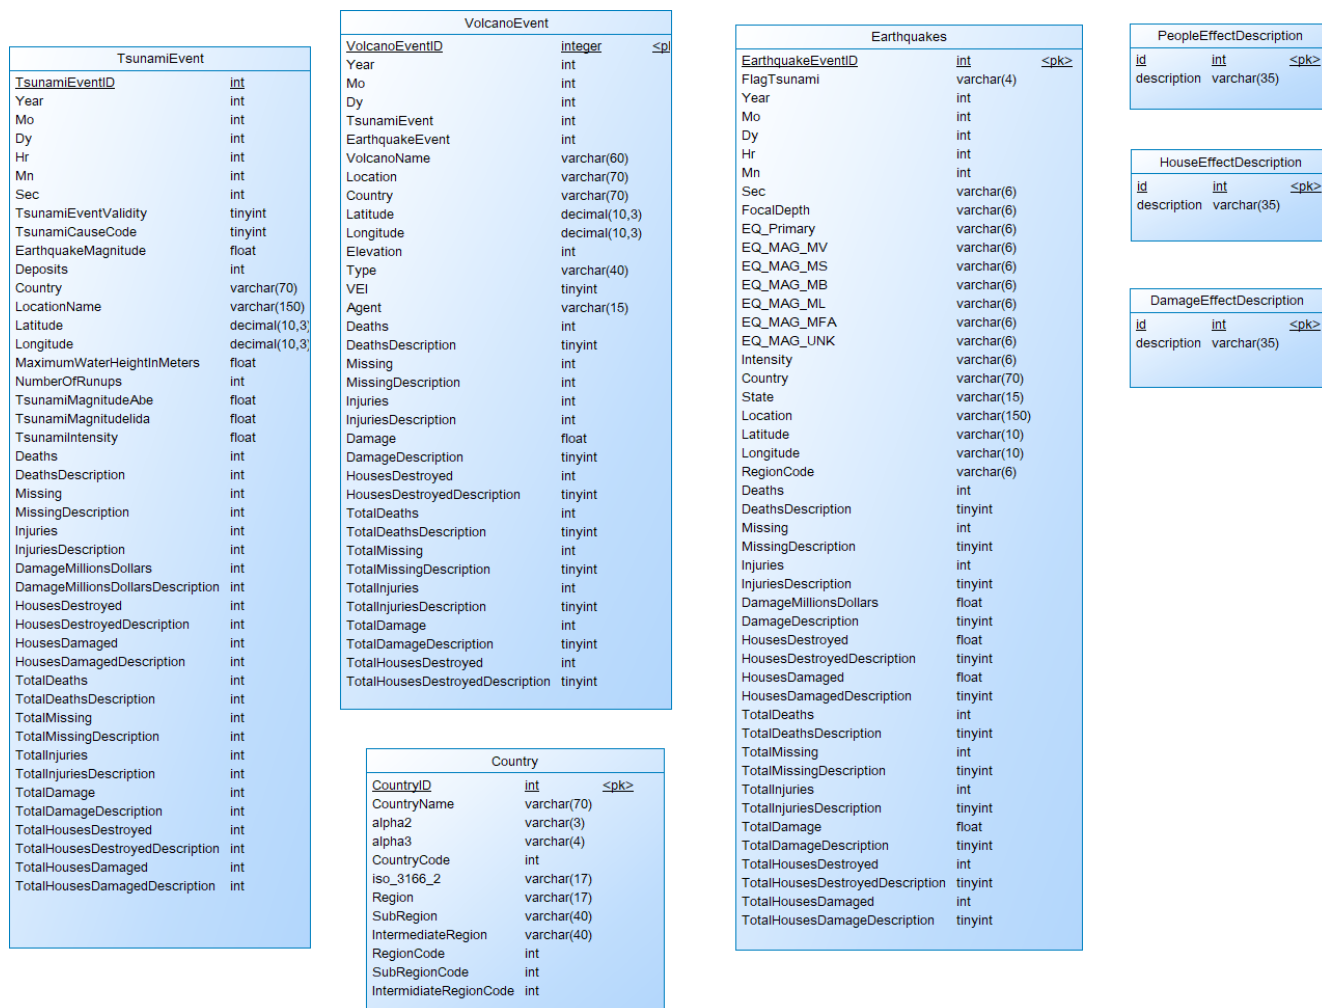 TsunamiEvent
TsunamiEventID int
Year int
Mo int
Dy int
Hr int
Mn int
Sec int
TsunamiEventValidity tinyint
TsunamiCauseCode tinyint
EarthquakeMagnitude float
Deposits int
Country varchar(70)
LocationName varchar(150)
Latitude decimal(10,3)
Longitude decimal(10,3)
MaximumWaterHeightInMeters float
NumberOfRunups int
TsunamiMagnitudeAbe float
TsunamiMagnitudeIida float
TsunamiIntensity float
Deaths int
DeathsDescription int
Missing int
MissingDescription int
Injuries int
InjuriesDescription int
DamageMillionsDollars int
DamageMillionsDollarsDescription int
HousesDestroyed int
HousesDestroyedDescription int
HousesDamaged int
HousesDamagedDescription int
TotalDeaths int
TotalDeathsDescription int
TotalMissing int
TotalMissingDescription int
TotalInjuries int
TotalInjuriesDescription int
TotalDamage int
TotalDamageDescription int
TotalHousesDestroyed int
TotalHousesDestroyedDescription int
TotalHousesDamaged int
TotalHousesDamagedDescription int
VolcanoEvent
VolcanoEventID integer <pl
Year int
Mo int
Dy int
TsunamiEvent int
EarthquakeEvent int
VolcanoName varchar(60)
Location varchar(70)
Country varchar(70)
Latitude decimal(10,3)
Longitude decimal(10,3)
Elevation int
Type varchar(40)
VEI tinyint
Agent varchar(15)
Deaths int
DeathsDescription tinyint
Missing int
MissingDescription int
Injuries int
InjuriesDescription int
Damage float
DamageDescription tinyint
HousesDestroyed int
HousesDestroyedDescription tinyint
TotalDeaths int
TotalDeathsDescription tinyint
TotalMissing int
TotalMissingDescription tinyint
TotalInjuries int
TotalInjuriesDescription tinyint
TotalDamage int
TotalDamageDescription tinyint
TotalHousesDestroyed int
TotalHousesDestroyedDescription tinyint
Country
CountryID int <pk>
CountryName varchar(70)
alpha2 varchar(3)
alpha3 varchar(4)
CountryCode int
iso_3166_2 varchar(17)
Region varchar(17)
SubRegion varchar(40)
IntermediateRegion varchar(40)
RegionCode int
SubRegionCode int
IntermidiateRegionCode int
Earthquakes
EarthquakeEventID int <pk>
FlagTsunami varchar(4)
Year int
Mo int
Dy int
Hr int
Mn int
Sec varchar(6)
FocalDepth varchar(6)
EQ_Primary varchar(6)
EQ_MAG_MV varchar(6)
EQ_MAG_MS varchar(6)
EQ_MAG_MB varchar(6)
EQ_MAG_ML varchar(6)
EQ_MAG_MFA varchar(6)
EQ_MAG_UNK varchar(6)
Intensity varchar(6)
Country varchar(70)
State varchar(15)
Location varchar(150)
Latitude varchar(10)
Longitude varchar(10)
RegionCode varchar(6)
Deaths int
DeathsDescription tinyint
Missing int
MissingDescription tinyint
Injuries int
InjuriesDescription tinyint
DamageMillionsDollars float
DamageDescription tinyint
HousesDestroyed float
HousesDestroyedDescription tinyint
HousesDamaged float
HousesDamagedDescription tinyint
TotalDeaths int
TotalDeathsDescription tinyint
TotalMissing int
TotalMissingDescription tinyint
TotalInjuries int
TotalInjuriesDescription tinyint
TotalDamage float
TotalDamageDescription tinyint
TotalHousesDestroyed int
TotalHousesDestroyedDescription tinyint
TotalHousesDamaged int
TotalHousesDamageDescription tinyint
PeopleEffectDescription
id int <pk>
description varchar(35)
HouseEffectDescription
id int <pk>
description varchar(35)
DamageEffectDescription
id int <pk>
description varchar(35)